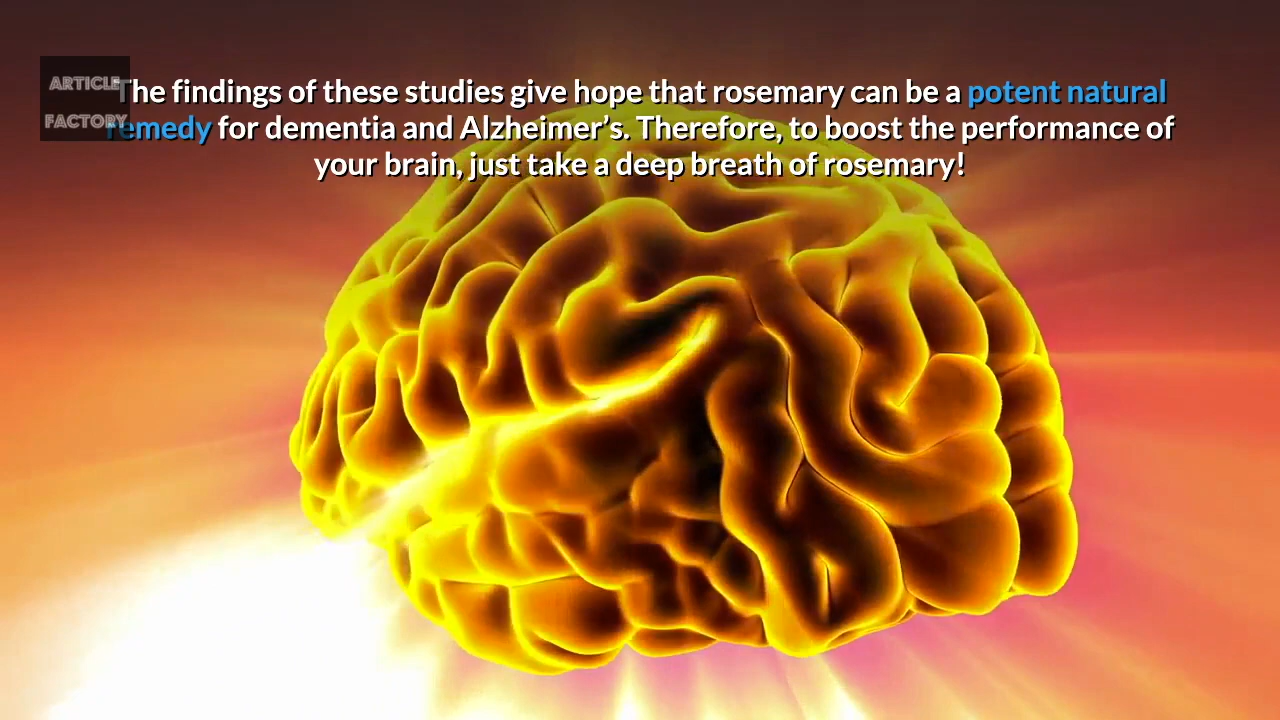 ARTICLE
FACTORY
The findings of these studies give hope that rosemary can be a potent natural
remedy for dementia and Alzheimer’s. Therefore, to boost the performance of
your brain, just take a deep breath of rosemary!